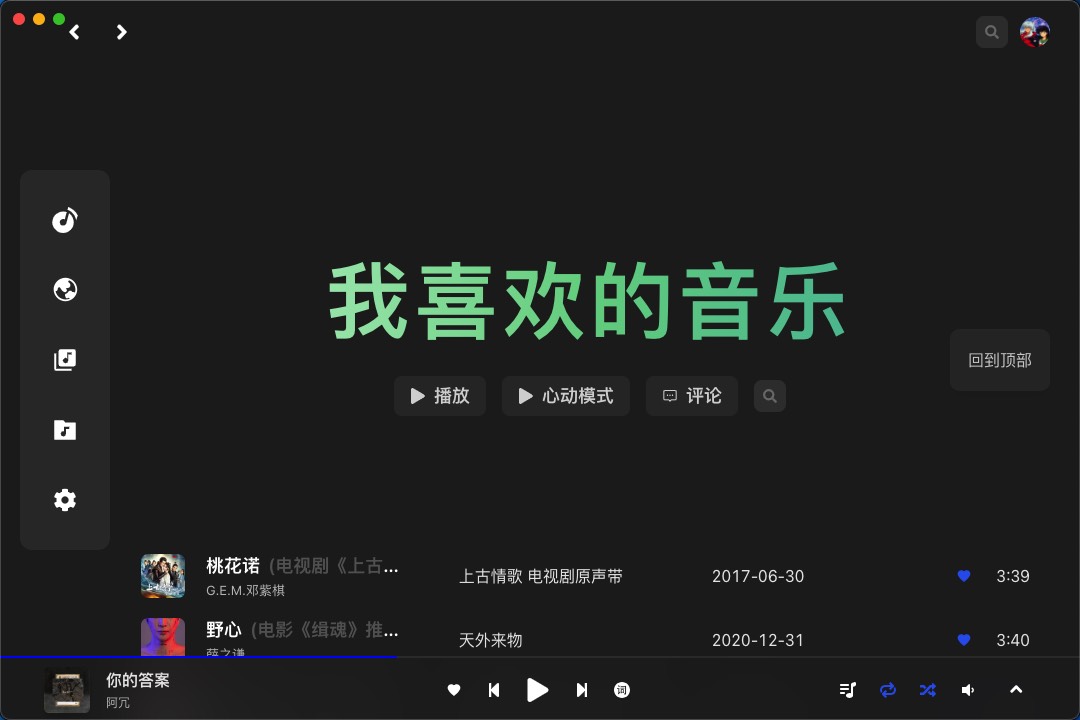 我喜欢的音乐
播放 心动模式 评论
回到顶部
桃花诺 (电视剧《上古...
G.E.M.邓紫棋
上古情歌 电视剧原声带 2017-06-30 3:39
野心 (电影《缉魂》推...
薛之谦
天外来物 2020-12-31 3:40
你的答案
阿冗
词